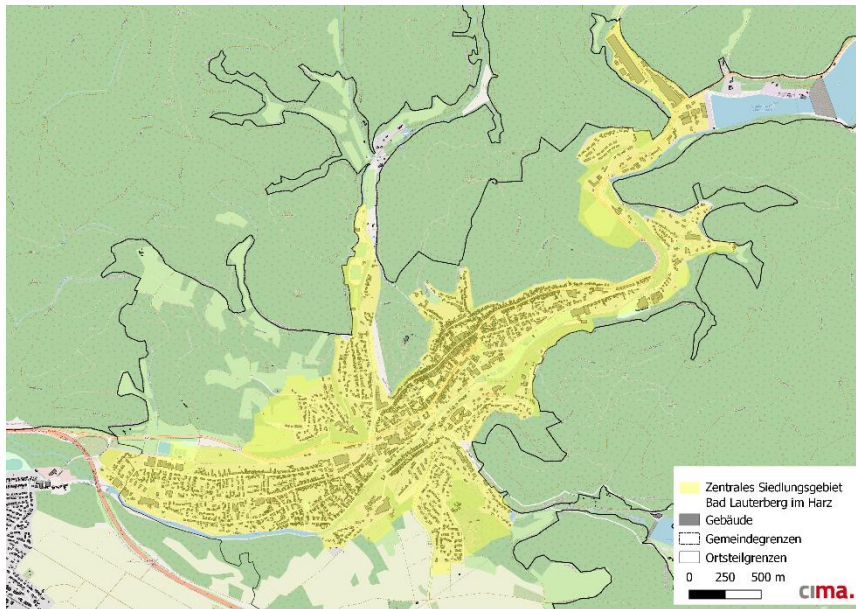 Zentrales Siedlungsgebiet
Bad Lauterberg im Harz
Gebäude
Gemeindegrenzen
Ortsteilgrenzen
0 250 500 m
cima.